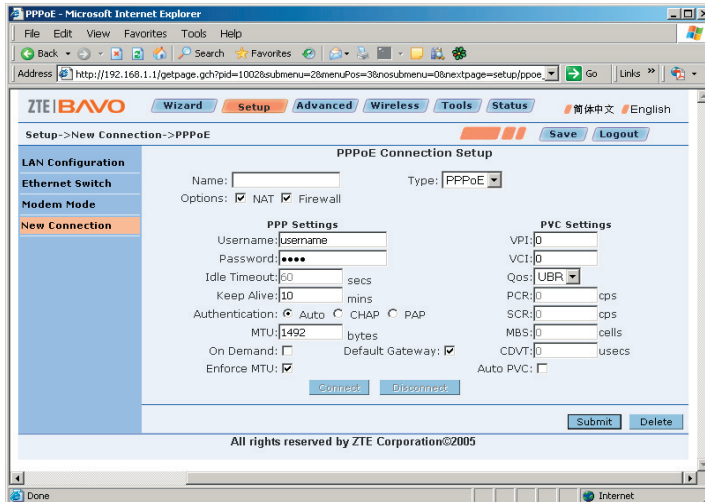 PPPoE - Microsoft Internet Explorer
File Edit View Favorites Tools Help
Back Search Favorites
Address http://192.168.1.1/getpage.gch?pid=1002&submenu=2&menuPos=3&nosubmenu=0&nextpage=setup/ppoe_ Go Links »
ZTE|BAVO Wizard Setup Advanced Wireless Tools Status 简体中文 English
Setup->New Connection->PPPoE Save Logout
LAN Configuration
Ethernet Switch
Modem Mode
New Connection
PPPoE Connection Setup
Name: Type: PPPoE
Options: NAT Firewall
PPP Settings PVC Settings
Username: username VPI: 0
Password: •••• VCI: 0
Idle Timeout: 60 secs Qos: UBR
Keep Alive: 10 mins PCR: 0 cps
Authentication: Auto CHAP PAP SCR: 0 cps
MTU: 1492 bytes MBS: 0 cells
On Demand: Default Gateway: CDVT: 0 usecs
Enforce MTU: Auto PVC:
Connect Disconnect
Submit Delete
All rights reserved by ZTE Corporation©2005
Done Internet